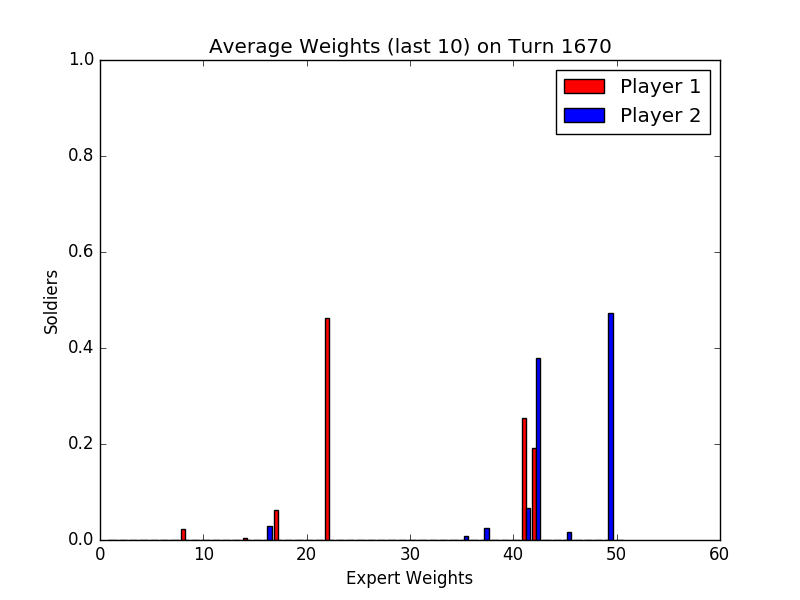 Average Weights (last 10) on Turn 1670
1.0
0.8
0.6
0.4
0.2
0.0
Soldiers
Player 1
Player 2
0 10 20 30 40 50 60
Expert Weights